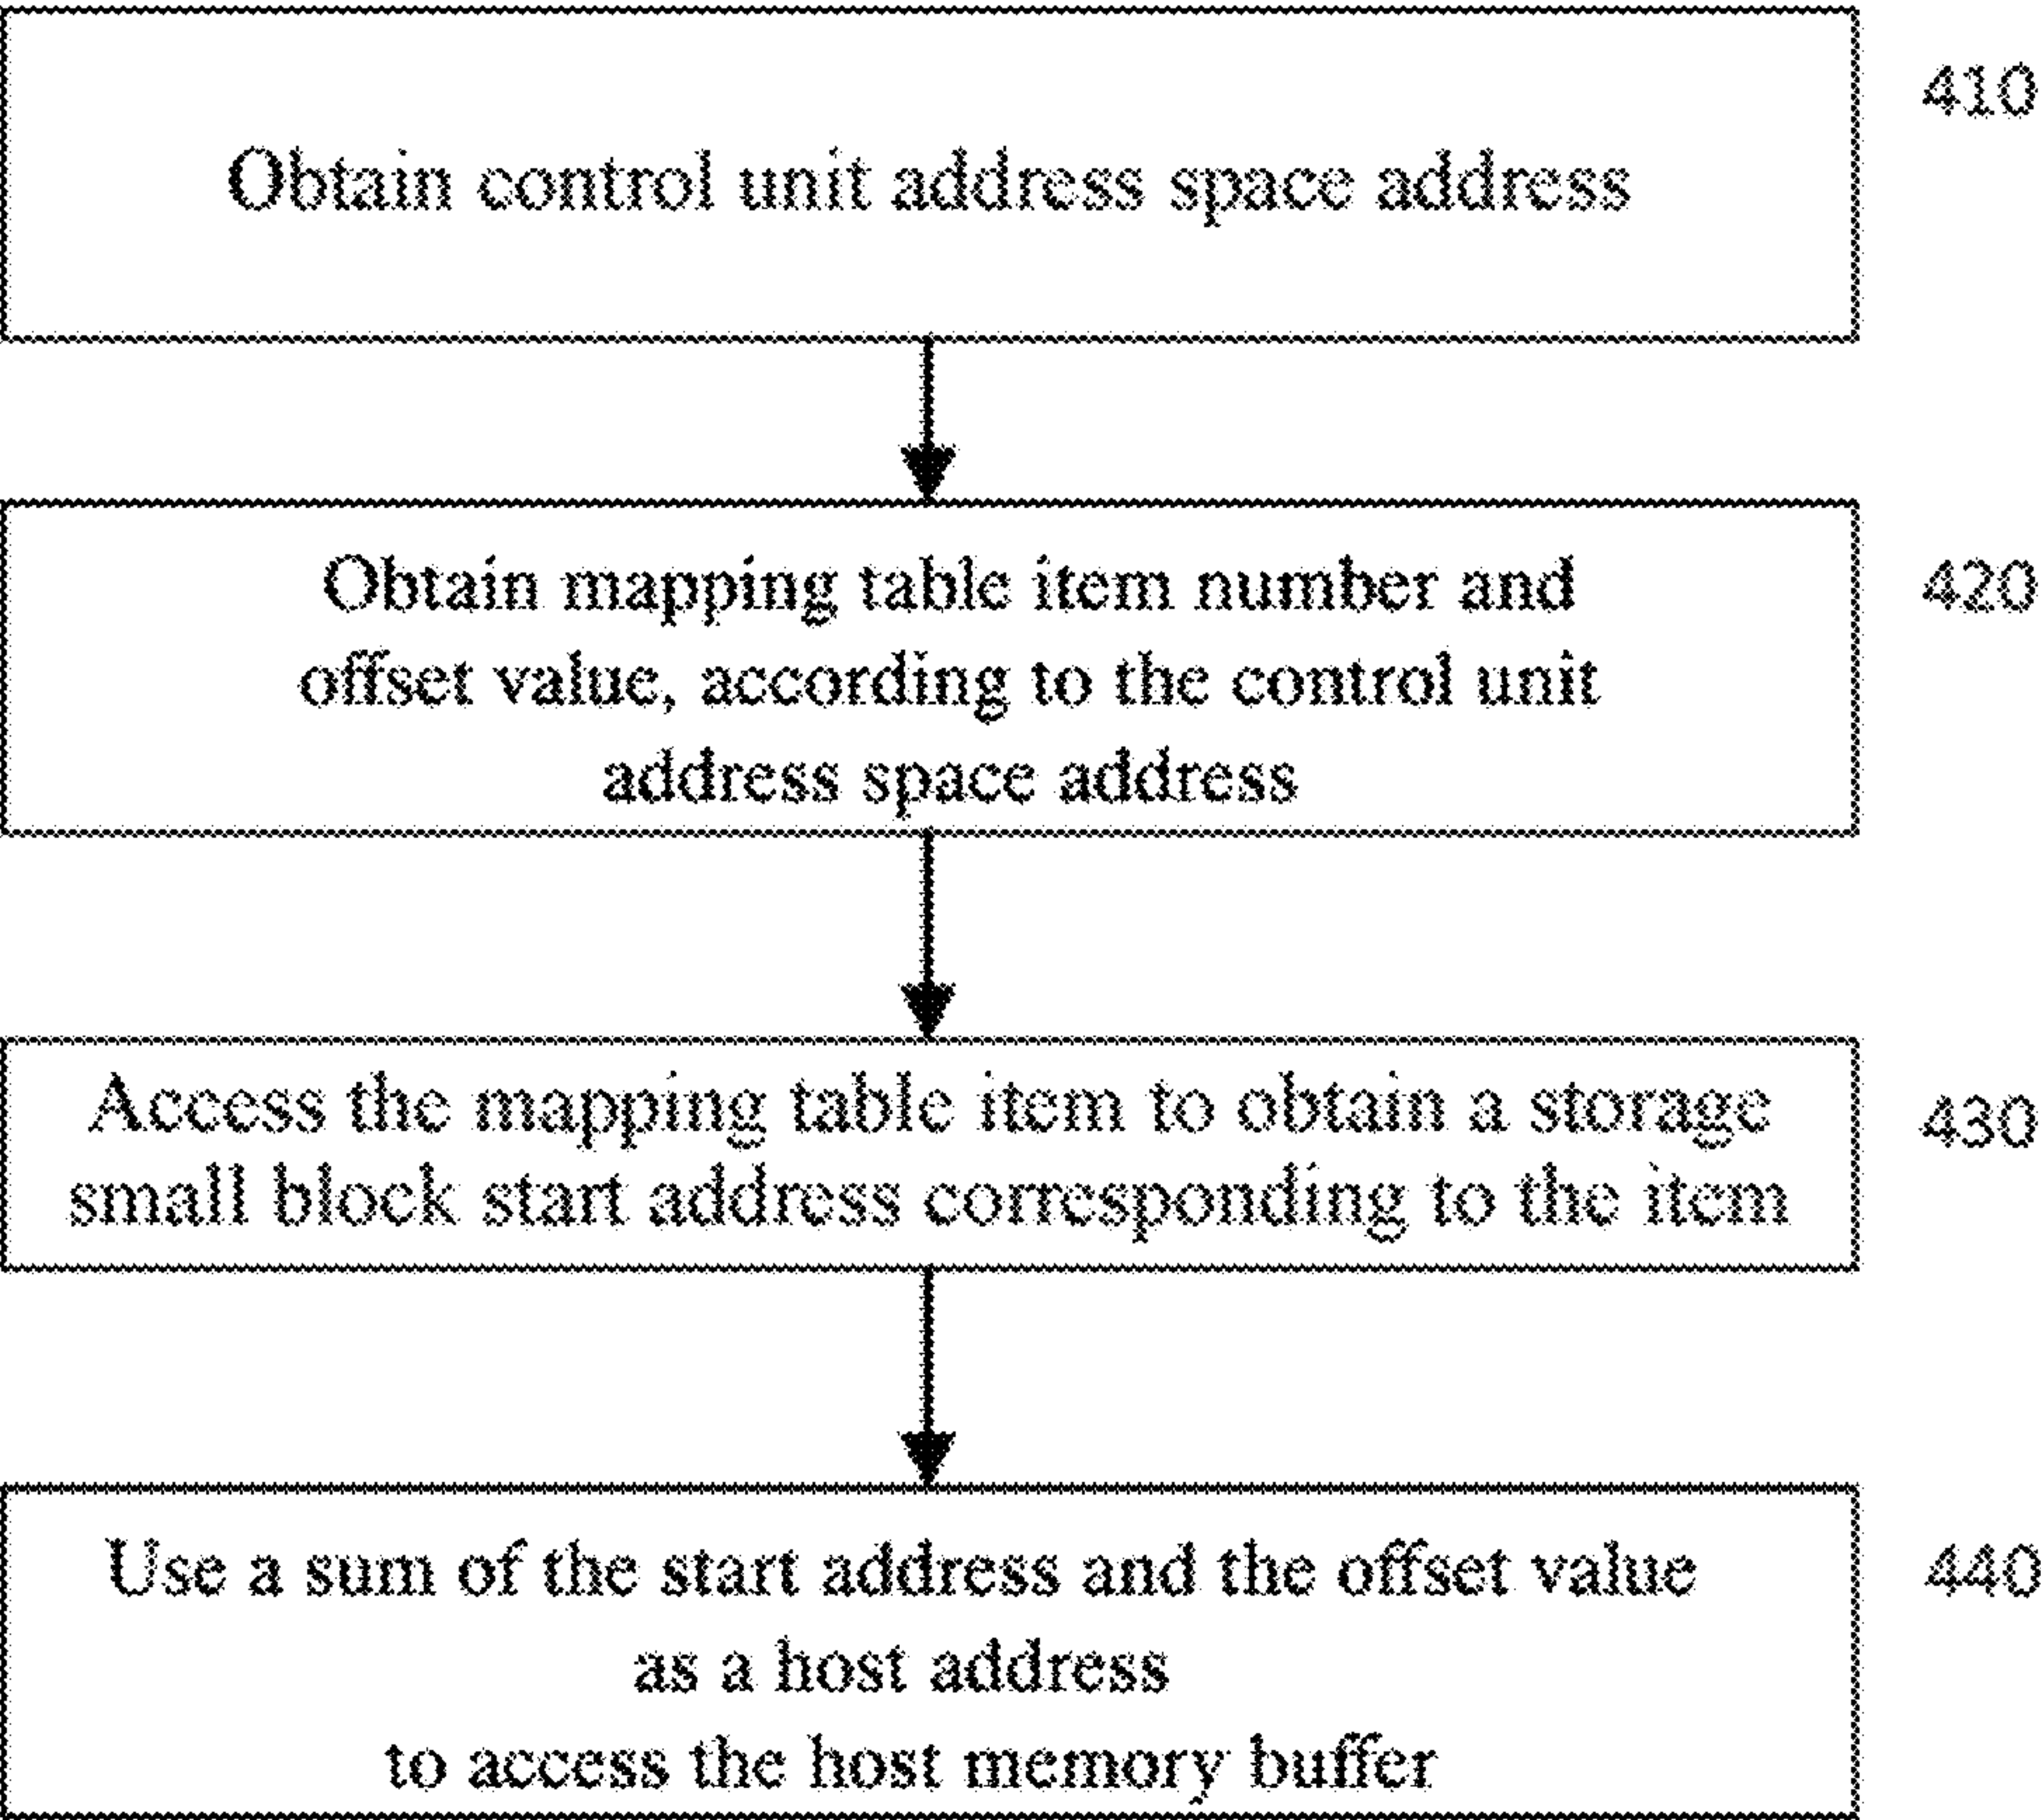 410
Obtain control unit address space address
Obtain mapping table item number and
420
offset value, according to the control unit
address space address
Access the mapping table item to obtain a storage
430
small block start address corresponding to the item
Use a sum of the start address and the offset value
440
as a host address
to access the host memory buffer